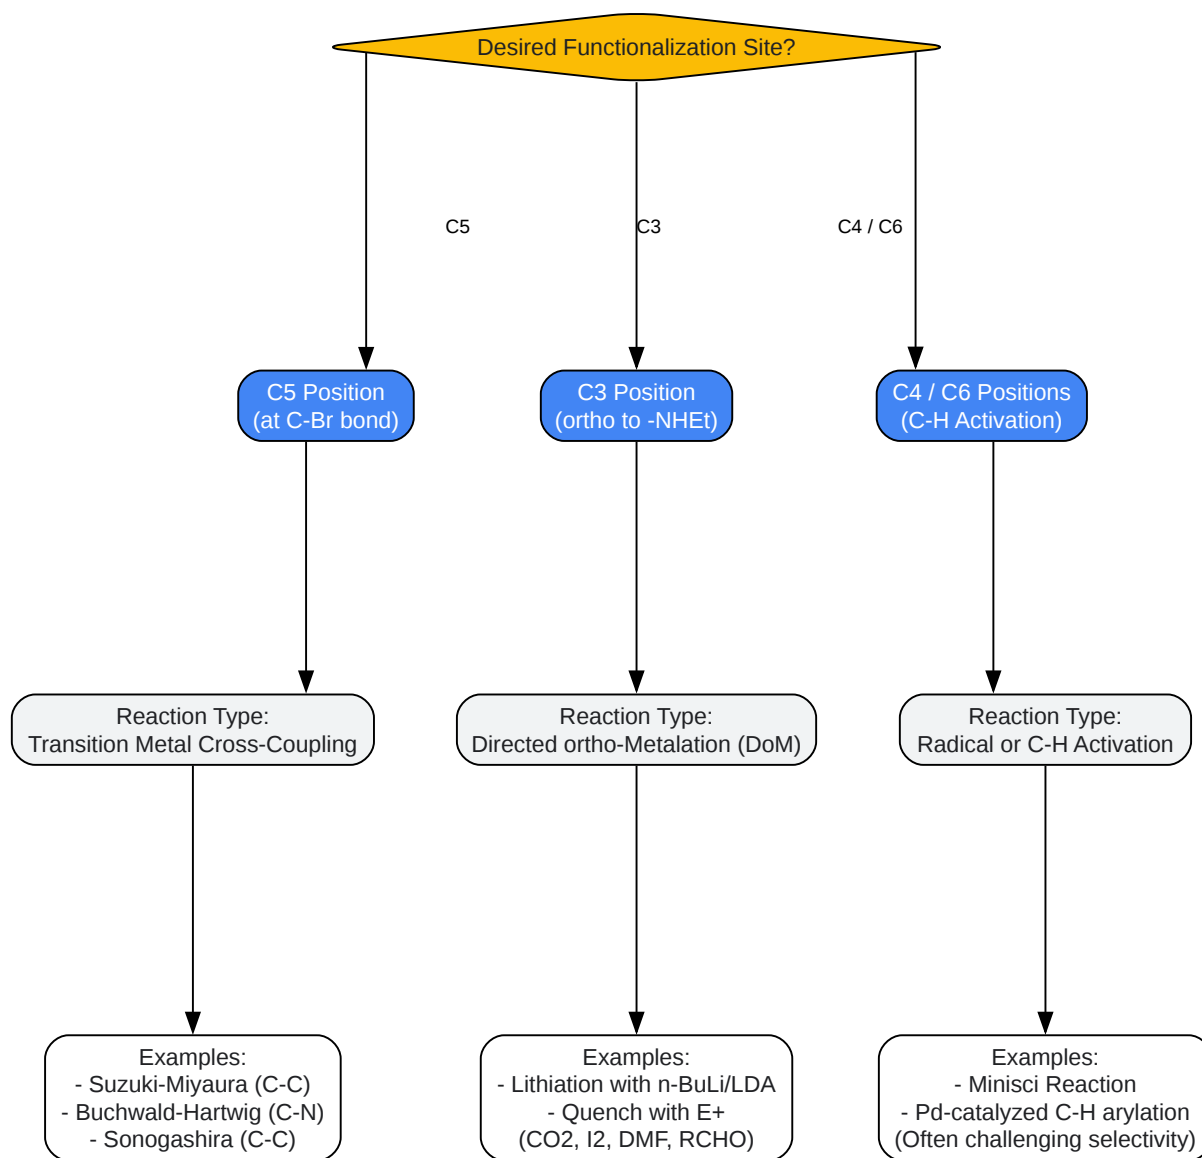 Desired Functionalization Site?
C5
C3
C4 / C6
C5 Position
(at C-Br bond)
C3 Position
(ortho to -NHEt)
C4 / C6 Positions
(C-H Activation)
Reaction Type:
Transition Metal Cross-Coupling
Reaction Type:
Directed ortho-Metalation (DoM)
Reaction Type:
Radical or C-H Activation
Examples:
- Suzuki-Miyaura (C-C)
- Buchwald-Hartwig (C-N)
- Sonogashira (C-C)
Examples:
- Lithiation with n-BuLi/LDA
- Quench with E+
(CO2, I2, DMF, RCHO)
Examples:
- Minisci Reaction
- Pd-catalyzed C-H arylation
(Often challenging selectivity)